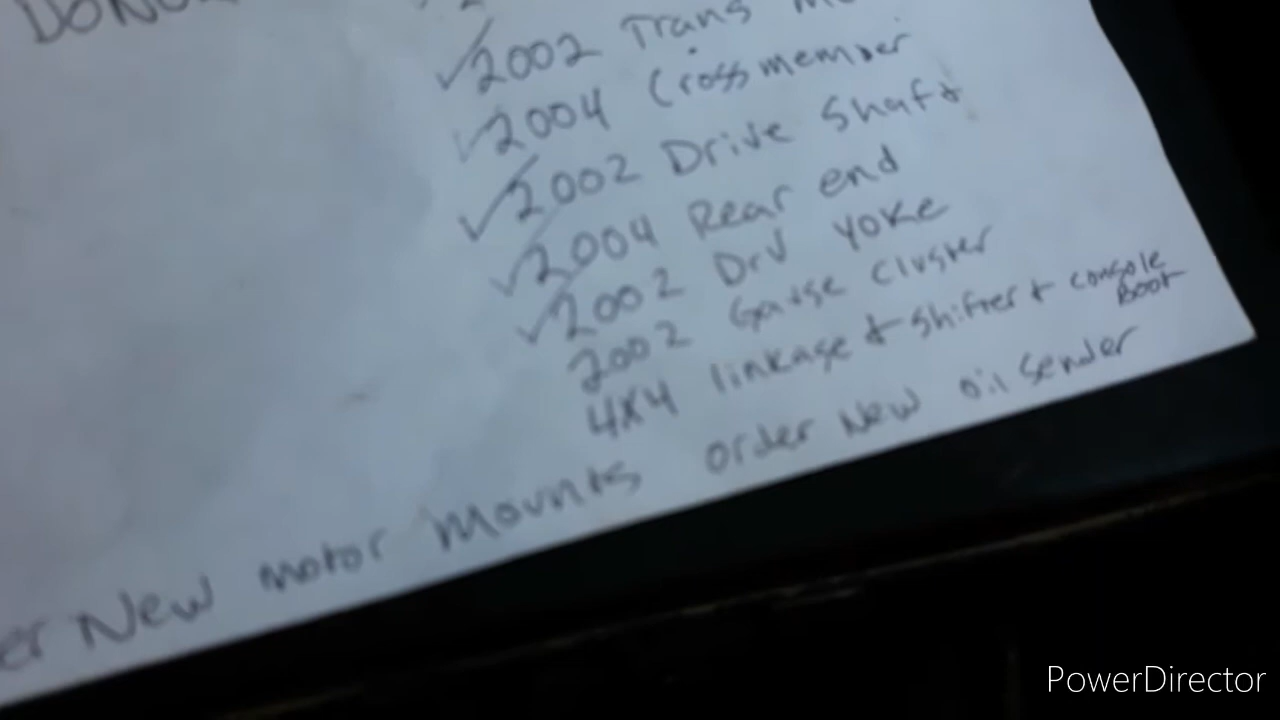 ✓2002 Trans
✓2004 Crossmember
✓2002 Drive Shaft
✓2004 Rear end
✓2002 Drv Yoke
2002 Gauge Cluster
4x4 linkage & Shifter & console
Boot
New motor Mounts order New oil Sender
PowerDirector